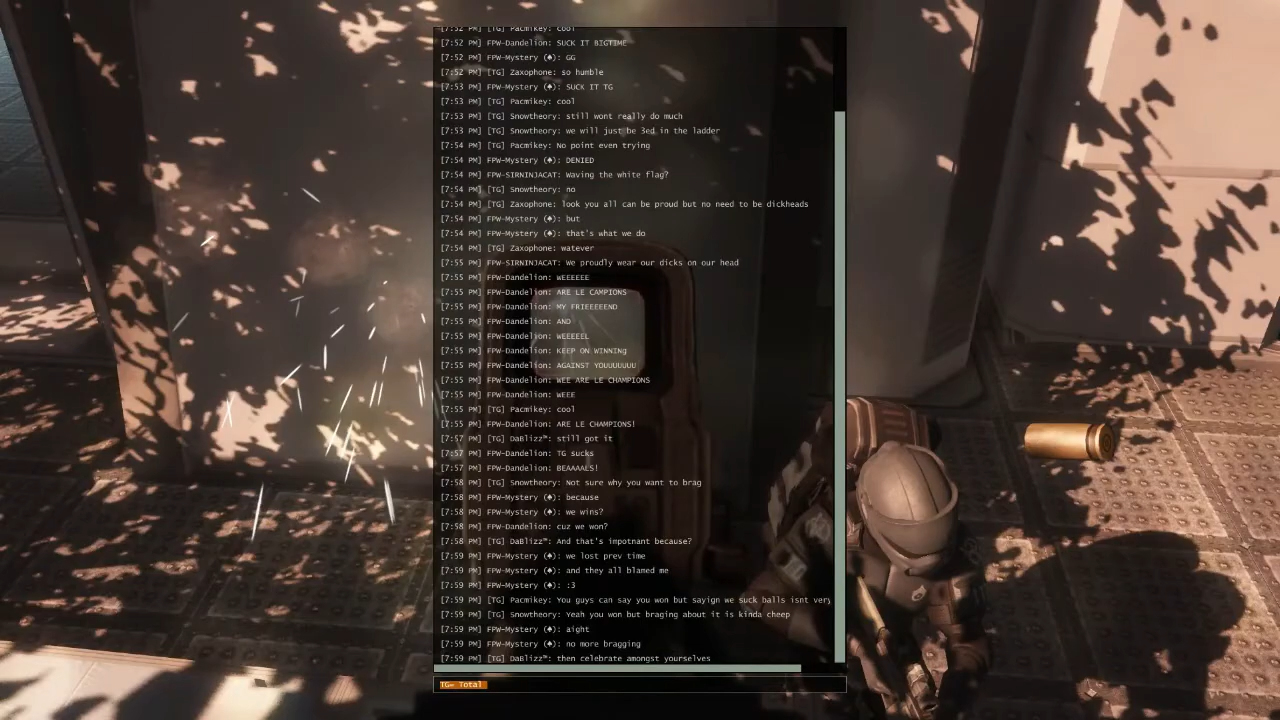 [7:52 PM] [TG] Pacmikey: cool
[7:52 PM] FPW-Dandelion: SUCK IT BIGTIME
[7:52 PM] FPW-Mystery (♠): GG
[7:52 PM] [TG] Zaxophone: so humble
[7:53 PM] FPW-Mystery (♠): SUCK IT TG
[7:53 PM] [TG] Pacmikey: cool
[7:53 PM] [TG] Snowtheory: still wont really do much
[7:53 PM] [TG] Snowtheory: we will just be 3ed in the ladder
[7:54 PM] [TG] Pacmikey: No point even trying
[7:54 PM] FPW-Mystery (♠): DENIED
[7:54 PM] FPW-SIRNINJACAT: Waving the white flag?
[7:54 PM] [TG] Snowtheory: no
[7:54 PM] [TG] Zaxophone: look you all can be proud but no need to be dickheads
[7:54 PM] FPW-Mystery (♠): but
[7:54 PM] FPW-Mystery (♠): that's what we do
[7:54 PM] [TG] Zaxophone: watever
[7:55 PM] FPW-SIRNINJACAT: We proudly wear our dicks on our head
[7:55 PM] FPW-Dandelion: WEEEEEE
[7:55 PM] FPW-Dandelion: ARE LE CAMPIONS
[7:55 PM] FPW-Dandelion: MY FRIEEEEEND
[7:55 PM] FPW-Dandelion: AND
[7:55 PM] FPW-Dandelion: WEEEEEL
[7:55 PM] FPW-Dandelion: KEEP ON WINNINg
[7:55 PM] FPW-Dandelion: AGAINST YOUUUUUUU
[7:55 PM] FPW-Dandelion: WEE ARE LE CHAMPIONS
[7:55 PM] FPW-Dandelion: WEEE
[7:55 PM] [TG] Pacmikey: cool
[7:55 PM] FPW-Dandelion: ARE LE CHAMPIONS!
[7:57 PM] [TG] DaBlizz™: still got it
[7:57 PM] FPW-Dandelion: TG sucks
[7:57 PM] FPW-Dandelion: BEAAAALS!
[7:58 PM] [TG] Snowtheory: Not sure why you want to brag
[7:58 PM] FPW-Mystery (♠): because
[7:58 PM] FPW-Mystery (♠): we wins?
[7:58 PM] FPW-Dandelion: cuz we won?
[7:58 PM] [TG] DaBlizz™: And that's impotnant because?
[7:59 PM] FPW-Mystery (♠): we lost prev time
[7:59 PM] FPW-Mystery (♠): and they all blamed me
[7:59 PM] FPW-Mystery (♠): :3
[7:59 PM] [TG] Pacmikey: You guys can say you won but sayign we suck balls isnt very
[7:59 PM] [TG] Snowtheory: Yeah you won but braging about it is kinda cheep
[7:59 PM] FPW-Mystery (♠): aight
[7:59 PM] FPW-Mystery (♠): no more bragging
[7:59 PM] [TG] DaBlizz™: then celebrate amongst yourselves
TG= Total